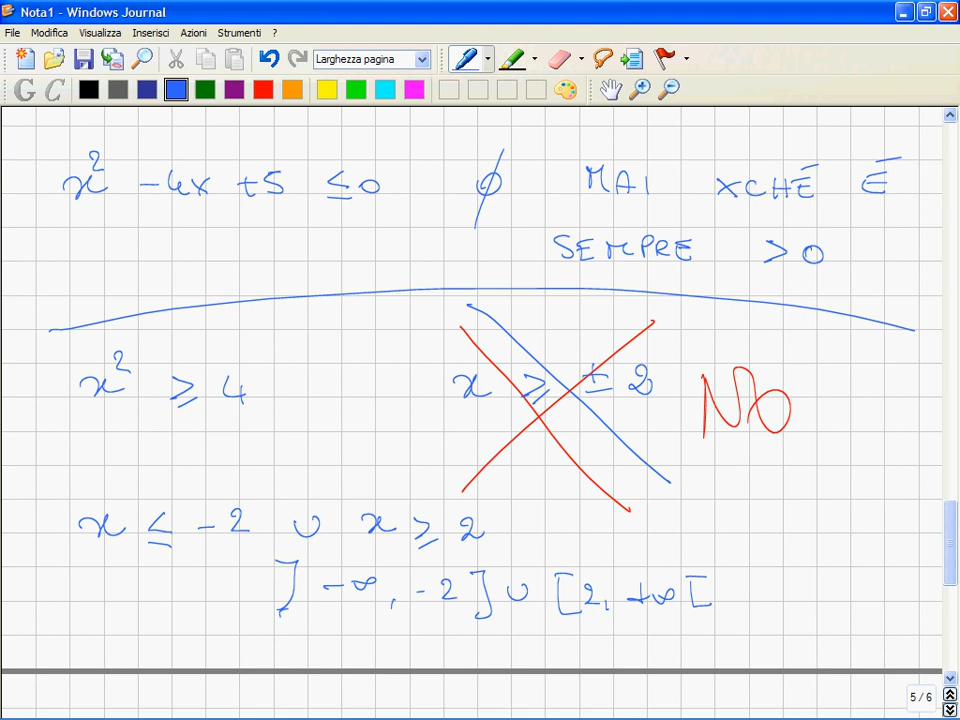 Nota1 - Windows Journal
File Modifica Visualizza Inserisci Azioni Strumenti ?
Larghezza pagina
G C
x² -4x +5 ≤0 ∅ MAI XCHÉ É
SEMPRE >0
x² ≥ 4 x ≥ ± 2 NO
x ≤ -2 ∪ x ≥ 2
]-∞, -2] ∪ [2, +∞[
5 / 6